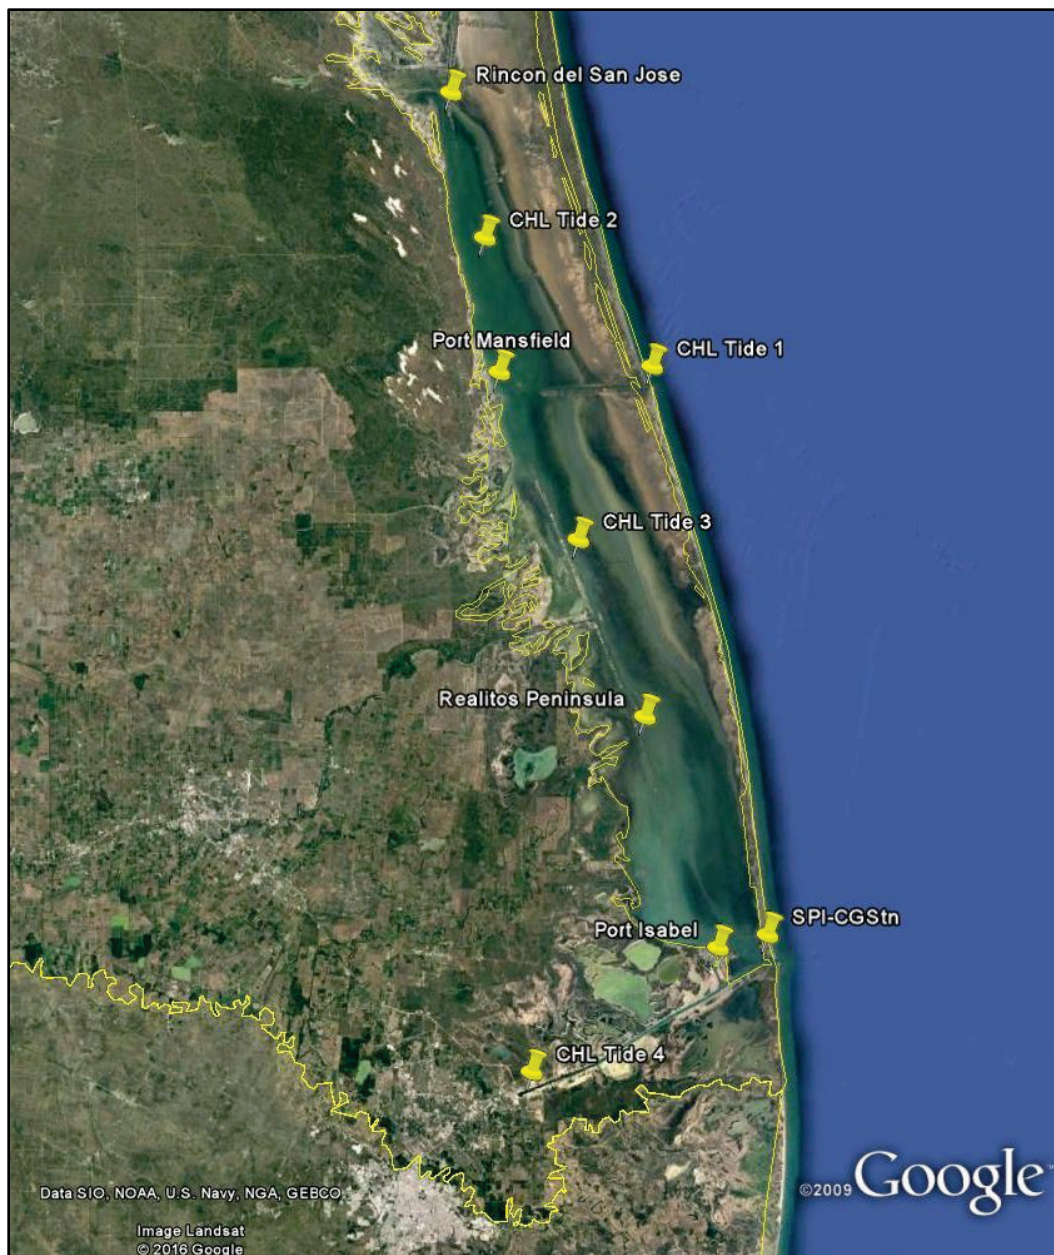 Rincon del San Jose
CHL Tide 2
Port Mansfield
CHL Tide 1
CHL Tide 3
Realitos Peninsula
SPI-CGStn
Port Isabel
CHL Tide 4
Data SIO, NOAA, U.S. Navy, NGA, GEBCO
Image Landsat
© 2016 Google
©2009 Google